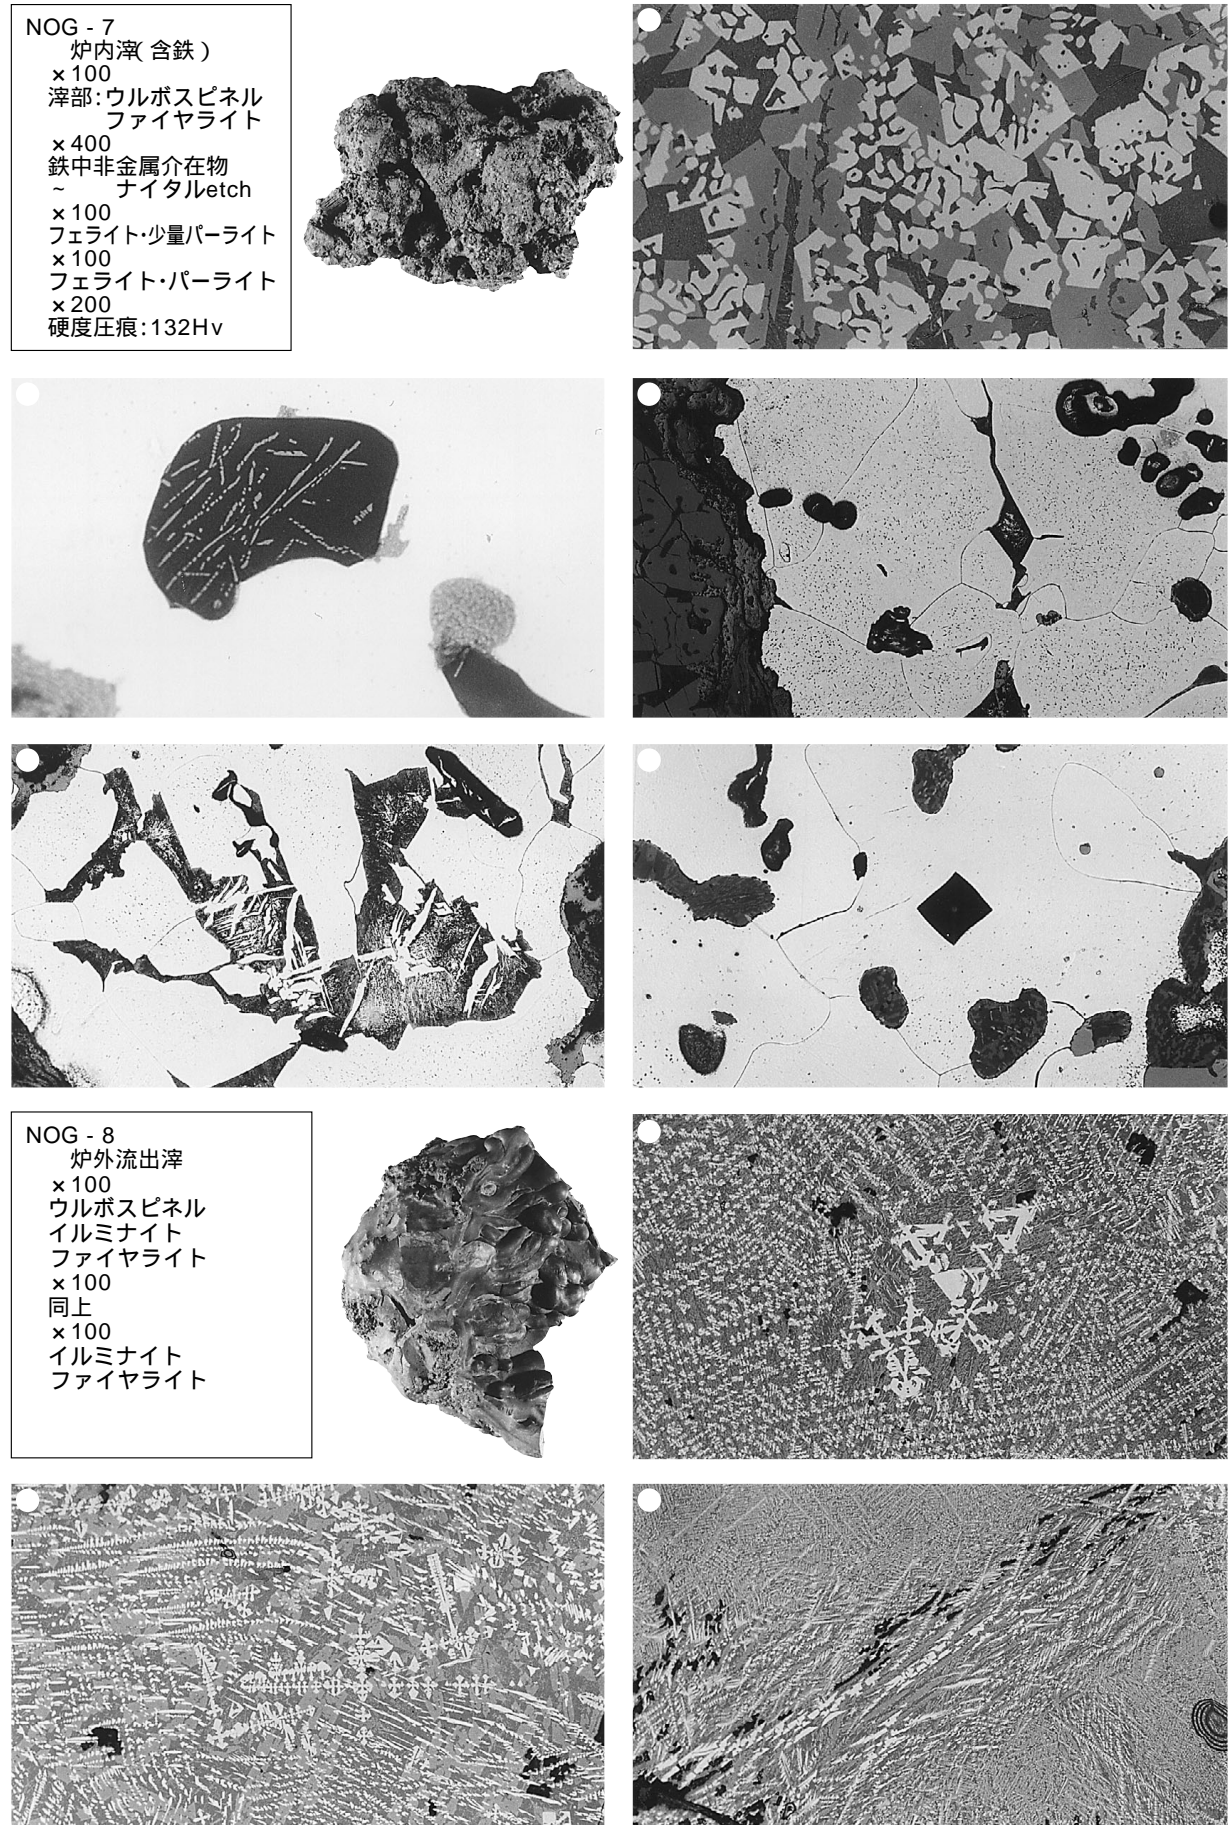 NOG-7
炉内滓(含鉄)
×100
滓部:ウルボスピネル
ファイヤライト
×400
鉄中非金属介在物
~ ナイタルetch
×100
フェライト・少量パーライト
×100
フェライト・パーライト
×200
硬度圧痕:132Hv
NOG-8
炉外流出滓
×100
ウルボスピネル
イルミナイト
ファイヤライト
×100
同上
×100
イルミナイト
ファイヤライト